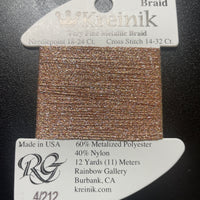 Braid
Kreinik
Very Fine Metallic Braid
Needlepoint 18-24 Ct. Cross Stitch 14-32 Ct.
Made in USA
RG
60% Metalized Polyester
40% Nylon
12 Yards (11) Meters
Rainbow Gallery
Burbank, CA
kreinik.com
4/212